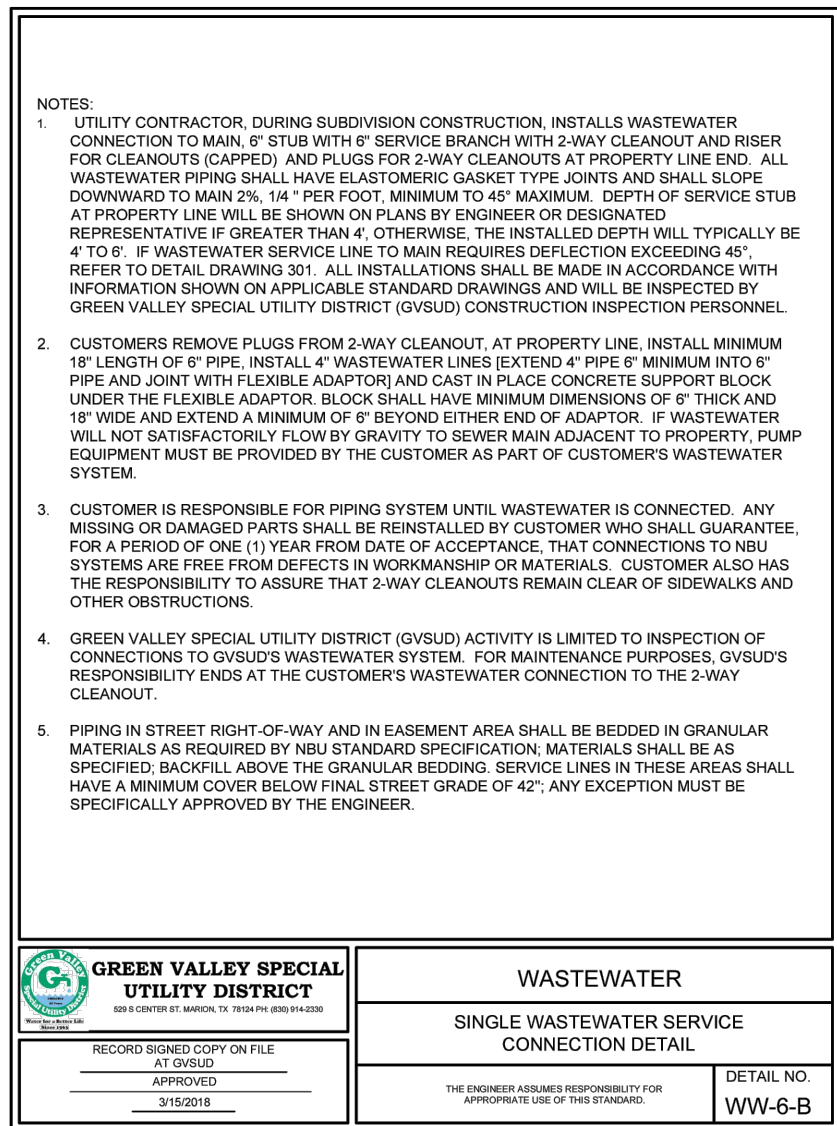 NOTES:
1. UTILITY CONTRACTOR, DURING SUBDIVISION CONSTRUCTION, INSTALLS WASTEWATER
CONNECTION TO MAIN, 6" STUB WITH 6" SERVICE BRANCH WITH 2-WAY CLEANOUT AND RISER
FOR CLEANOUTS (CAPPED) AND PLUGS FOR 2-WAY CLEANOUTS AT PROPERTY LINE END. ALL
WASTEWATER PIPING SHALL HAVE ELASTOMERIC GASKET TYPE JOINTS AND SHALL SLOPE
DOWNWARD TO MAIN 2%, 1/4 " PER FOOT, MINIMUM TO 45° MAXIMUM. DEPTH OF SERVICE STUB
AT PROPERTY LINE WILL BE SHOWN ON PLANS BY ENGINEER OR DESIGNATED
REPRESENTATIVE IF GREATER THAN 4', OTHERWISE, THE INSTALLED DEPTH WILL TYPICALLY BE
4' TO 6'. IF WASTEWATER SERVICE LINE TO MAIN REQUIRES DEFLECTION EXCEEDING 45°,
REFER TO DETAIL DRAWING 301. ALL INSTALLATIONS SHALL BE MADE IN ACCORDANCE WITH
INFORMATION SHOWN ON APPLICABLE STANDARD DRAWINGS AND WILL BE INSPECTED BY
GREEN VALLEY SPECIAL UTILITY DISTRICT (GVSUD) CONSTRUCTION INSPECTION PERSONNEL.
2. CUSTOMERS REMOVE PLUGS FROM 2-WAY CLEANOUT, AT PROPERTY LINE, INSTALL MINIMUM
18" LENGTH OF 6" PIPE, INSTALL 4" WASTEWATER LINES [EXTEND 4" PIPE 6" MINIMUM INTO 6"
PIPE AND JOINT WITH FLEXIBLE ADAPTOR] AND CAST IN PLACE CONCRETE SUPPORT BLOCK
UNDER THE FLEXIBLE ADAPTOR. BLOCK SHALL HAVE MINIMUM DIMENSIONS OF 6" THICK AND
18" WIDE AND EXTEND A MINIMUM OF 6" BEYOND EITHER END OF ADAPTOR. IF WASTEWATER
WILL NOT SATISFACTORILY FLOW BY GRAVITY TO SEWER MAIN ADJACENT TO PROPERTY, PUMP
EQUIPMENT MUST BE PROVIDED BY THE CUSTOMER AS PART OF CUSTOMER'S WASTEWATER
SYSTEM.
3. CUSTOMER IS RESPONSIBLE FOR PIPING SYSTEM UNTIL WASTEWATER IS CONNECTED. ANY
MISSING OR DAMAGED PARTS SHALL BE REINSTALLED BY CUSTOMER WHO SHALL GUARANTEE,
FOR A PERIOD OF ONE (1) YEAR FROM DATE OF ACCEPTANCE, THAT CONNECTIONS TO NBU
SYSTEMS ARE FREE FROM DEFECTS IN WORKMANSHIP OR MATERIALS. CUSTOMER ALSO HAS
THE RESPONSIBILITY TO ASSURE THAT 2-WAY CLEANOUTS REMAIN CLEAR OF SIDEWALKS AND
OTHER OBSTRUCTIONS.
4. GREEN VALLEY SPECIAL UTILITY DISTRICT (GVSUD) ACTIVITY IS LIMITED TO INSPECTION OF
CONNECTIONS TO GVSUD'S WASTEWATER SYSTEM. FOR MAINTENANCE PURPOSES, GVSUD'S
RESPONSIBILITY ENDS AT THE CUSTOMER'S WASTEWATER CONNECTION TO THE 2-WAY
CLEANOUT.
5. PIPING IN STREET RIGHT-OF-WAY AND IN EASEMENT AREA SHALL BE BEDDED IN GRANULAR
MATERIALS AS REQUIRED BY NBU STANDARD SPECIFICATION; MATERIALS SHALL BE AS
SPECIFIED; BACKFILL ABOVE THE GRANULAR BEDDING. SERVICE LINES IN THESE AREAS SHALL
HAVE A MINIMUM COVER BELOW FINAL STREET GRADE OF 42"; ANY EXCEPTION MUST BE
SPECIFICALLY APPROVED BY THE ENGINEER.
Green Valley
Special Utility District
Water for a Better Life
Since 1965
GREEN VALLEY SPECIAL
UTILITY DISTRICT
529 S CENTER ST. MARION, TX 78124 PH: (830) 914-2330
RECORD SIGNED COPY ON FILE
AT GVSUD
APPROVED
3/15/2018
WASTEWATER
SINGLE WASTEWATER SERVICE
CONNECTION DETAIL
THE ENGINEER ASSUMES RESPONSIBILITY FOR
APPROPRIATE USE OF THIS STANDARD.
DETAIL NO.
WW-6-B